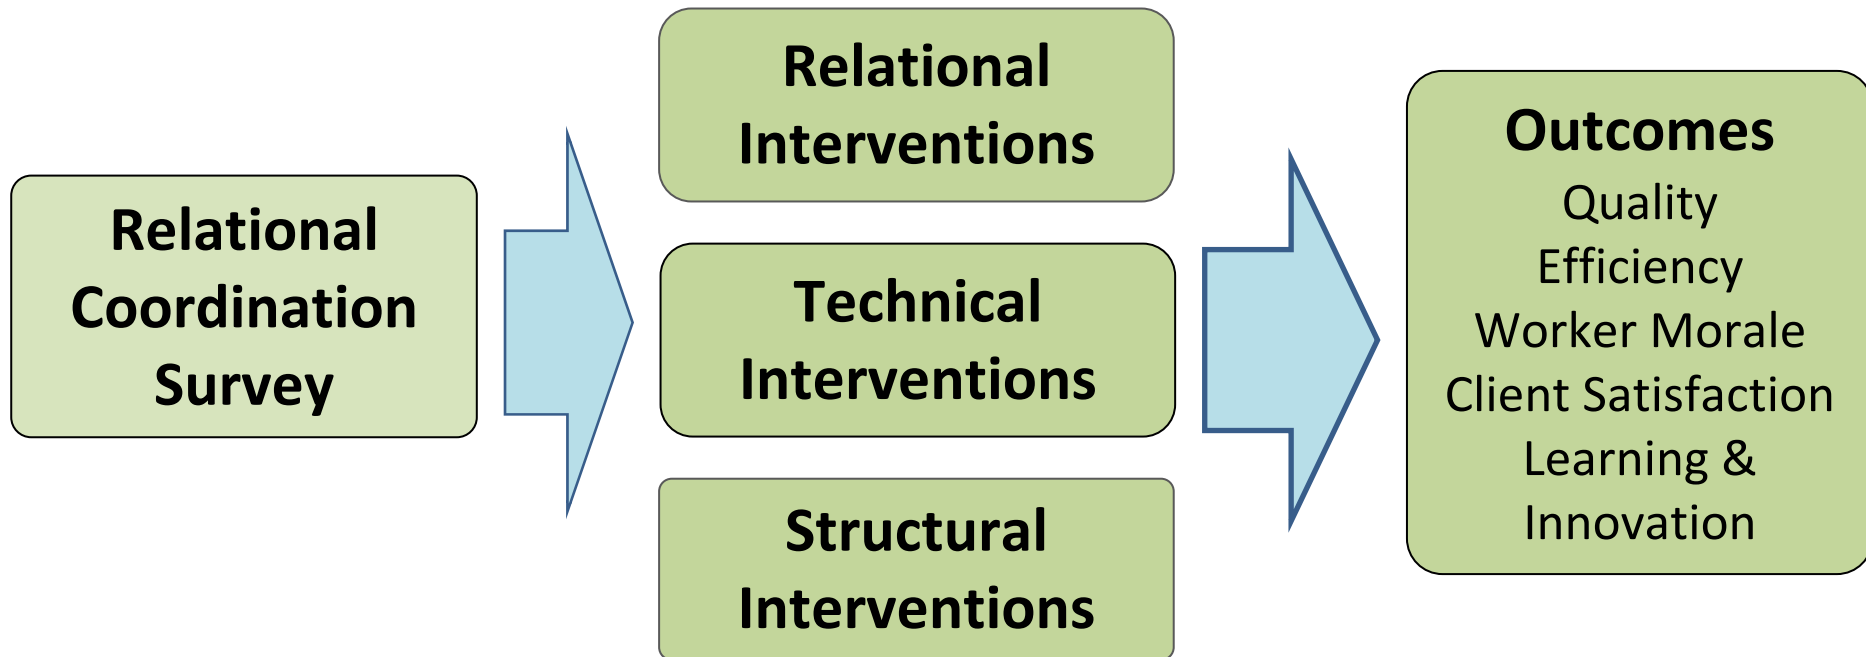 Relational
Coordination
Survey
Relational
Interventions
Technical
Interventions
Structural
Interventions
Outcomes
Quality
Efficiency
Worker Morale
Client Satisfaction
Learning &
Innovation